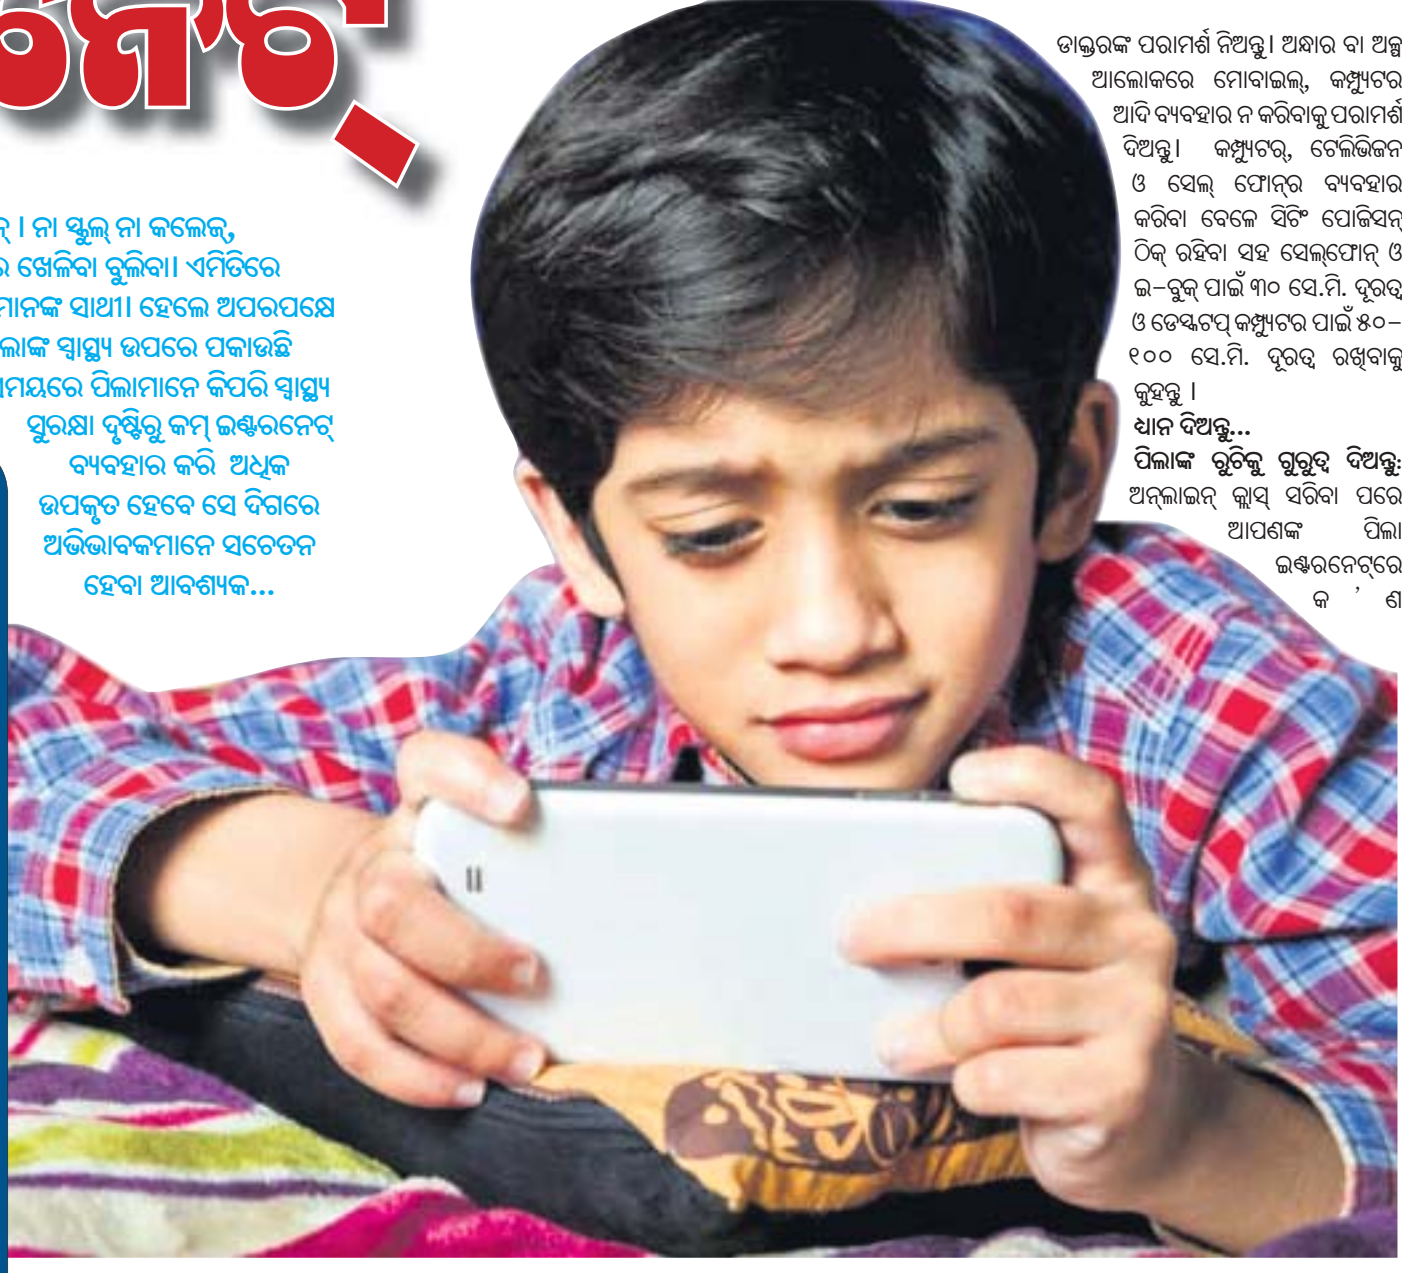 ନେଟ୍
। ନା ସ୍କୁଲ୍ ନା କଲେଜ୍,
ଖେଳିବା ବୁଲିବା। ଏମିତିରେ
ସାଥୀ। ହେଲେ ଅପରପକ୍ଷେ
ସ୍ୱାସ୍ଥ୍ୟ ଉପରେ ପକାଉଛି
ପିଲାମାନେ କିପରି ସ୍ୱାସ୍ଥ୍ୟ
ସୁରକ୍ଷା ଦୃଷ୍ଟିରୁ କମ୍ ଇଣ୍ଟରନେଟ୍
ବ୍ୟବହାର କରି ଅଧିକ
ଉପକୃତ ହେବେ ସେ ଦିଗରେ
ଅଭିଭାବକମାନେ ସଚେତନ
ହେବା ଆବଶ୍ୟକ...
ଡାକ୍ତରଙ୍କ ପରାମର୍ଶ ନିଅନ୍ତୁ। ଅନ୍ଧାର ବା ଅଳ୍ପ
ଆଲୋକରେ ମୋବାଇଲ୍, କମ୍ପ୍ୟୁଟର
ଆଦି ବ୍ୟବହାର ନ କରିବାକୁ ପରାମର୍ଶ
ଦିଅନ୍ତୁ। କମ୍ପ୍ୟୁଟର୍, ଟେଲିଭିଜନ
ଓ ସେଲ୍ ଫୋନ୍‌ର ବ୍ୟବହାର
କରିବା ବେଳେ ସିଟିଂ ପୋଜିସନ୍
ଠିକ୍ ରହିବା ସହ ସେଲ୍‌ଫୋନ୍ ଓ
ଇ-ବୁକ୍ ପାଇଁ ୩୦ ସେ.ମି. ଦୂରତ୍ୱ
ଓ ଡେସ୍କଟପ୍ କମ୍ପ୍ୟୁଟର ପାଇଁ ୫୦-
୧୦୦ ସେ.ମି. ଦୂରତ୍ୱ ରଖିବାକୁ
କୁହନ୍ତୁ ।
ଧ୍ୟାନ ଦିଅନ୍ତୁ...
ପିଲାଙ୍କ ରୁଚିକୁ ଗୁରୁତ୍ୱ ଦିଅନ୍ତୁ:
ଅନ୍‌ଲାଇନ୍ କ୍ଲାସ୍ ସରିବା ପରେ
ଆପଣଙ୍କ ପିଲା
ଇଣ୍ଟରନେଟ୍‌ରେ
କ ’ ଣ